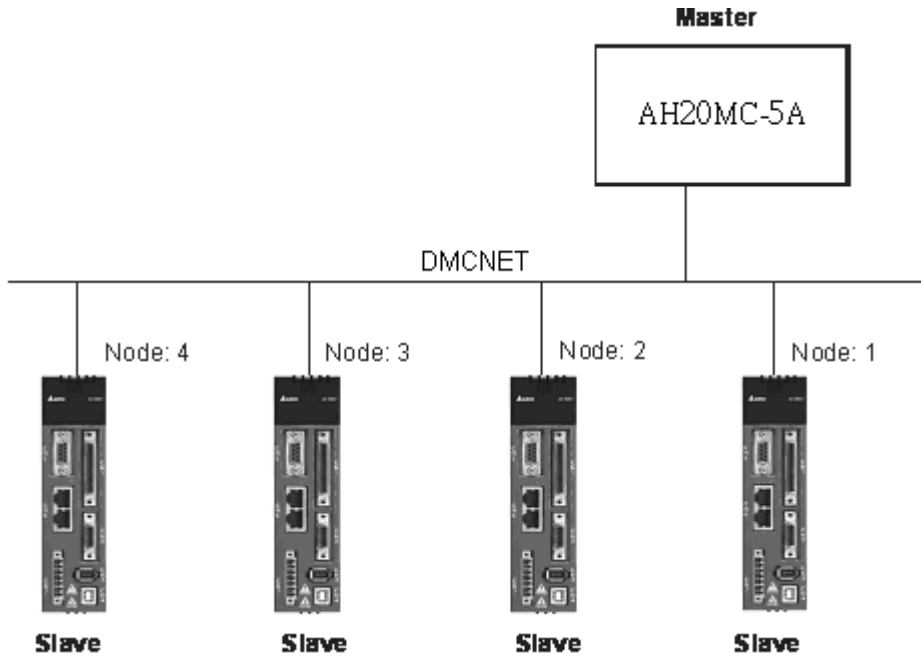 Master
AH20MC-5A
DMCNET
Node: 4
Node: 3
Node: 2
Node: 1
Slave
Slave
Slave
Slave